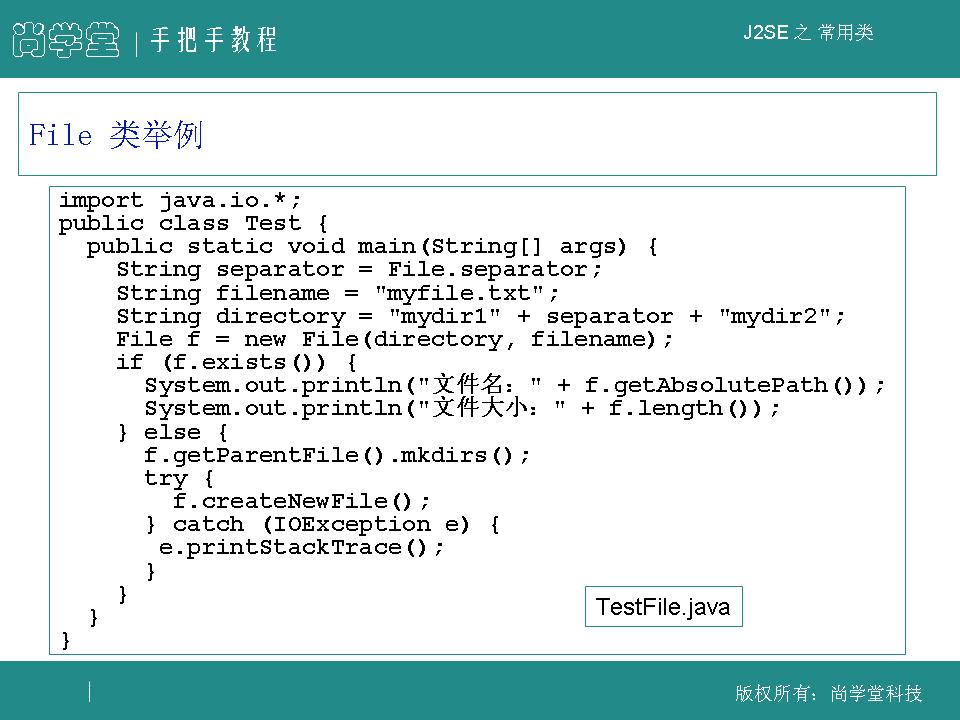 尚学堂 | 手把手教程
J2SE 之 常用类
File 类举例
import java.io.*;
public class Test {
  public static void main(String[] args) {
    String separator = File.separator;
    String filename = "myfile.txt";
    String directory = "mydir1" + separator + "mydir2";
    File f = new File(directory, filename);
    if (f.exists()) {
      System.out.println("文件名：" + f.getAbsolutePath());
      System.out.println("文件大小：" + f.length());
    } else {
      f.getParentFile().mkdirs();
      try {
        f.createNewFile();
      } catch (IOException e) {
       e.printStackTrace();
      }
    }
  }
}
TestFile.java
版权所有：尚学堂科技